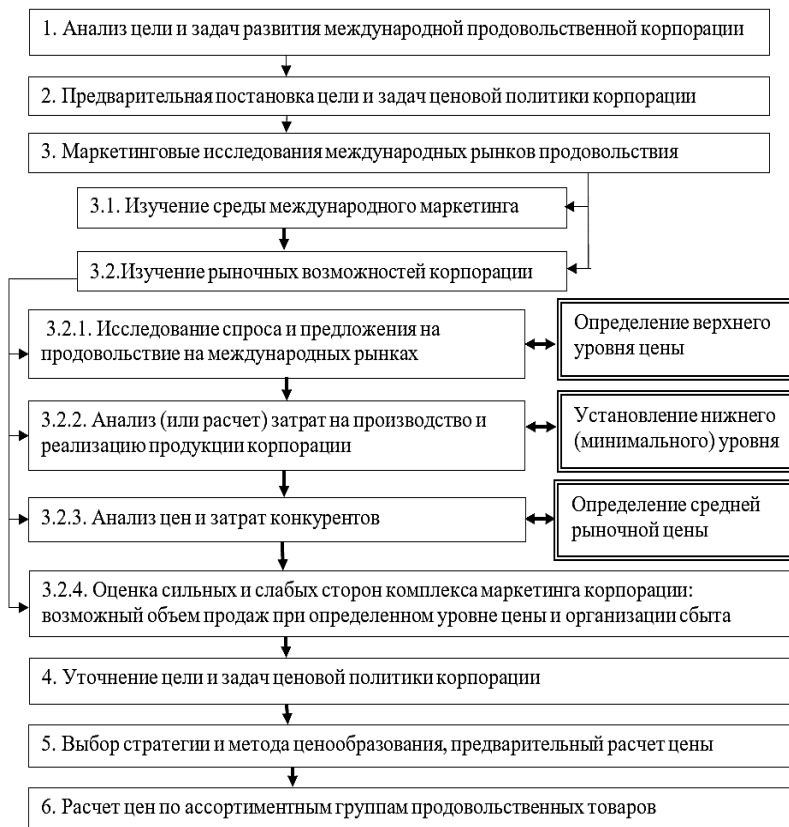 1. Анализ цели и задач развития международной продовольственной корпорации
2. Предварительная постановка цели и задач ценовой политики корпорации
3. Маркетинговые исследования международных рынков продовольствия
3.1. Изучение среды международного маркетинга
3.2.Изучение рыночных возможностей корпорации
3.2.1. Исследование спроса и предложения на
продовольствие на международных рынках
Определение верхнего
уровня цены
3.2.2. Анализ (или расчет) затрат на производство и
реализацию продукции корпорации
Установление нижнего
(минимального) уровня
3.2.3. Анализ цен и затрат конкурентов
Определение средней
рыночной цены
3.2.4. Оценка сильных и слабых сторон комплекса маркетинга корпорации:
возможный объем продаж при определенном уровне цены и организации сбыта
4. Уточнение цели и задач ценовой политики корпорации
5. Выбор стратегии и метода ценообразования, предварительный расчет цены
6. Расчет цен по ассортиментным группам продовольственных товаров